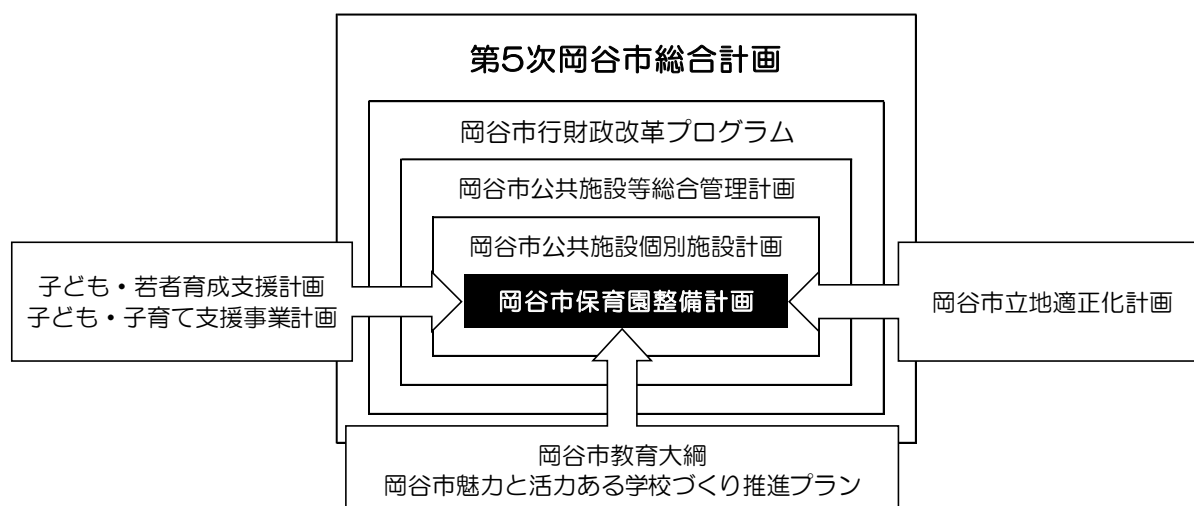 第5次岡谷市総合計画
岡谷市行財政改革プログラム
岡谷市公共施設等総合管理計画
岡谷市公共施設個別施設計画
岡谷市保育園整備計画
子ども・若者育成支援計画
子ども・子育て支援事業計画
岡谷市立地適正化計画
岡谷市教育大綱
岡谷市魅力と活力ある学校づくり推進プラン